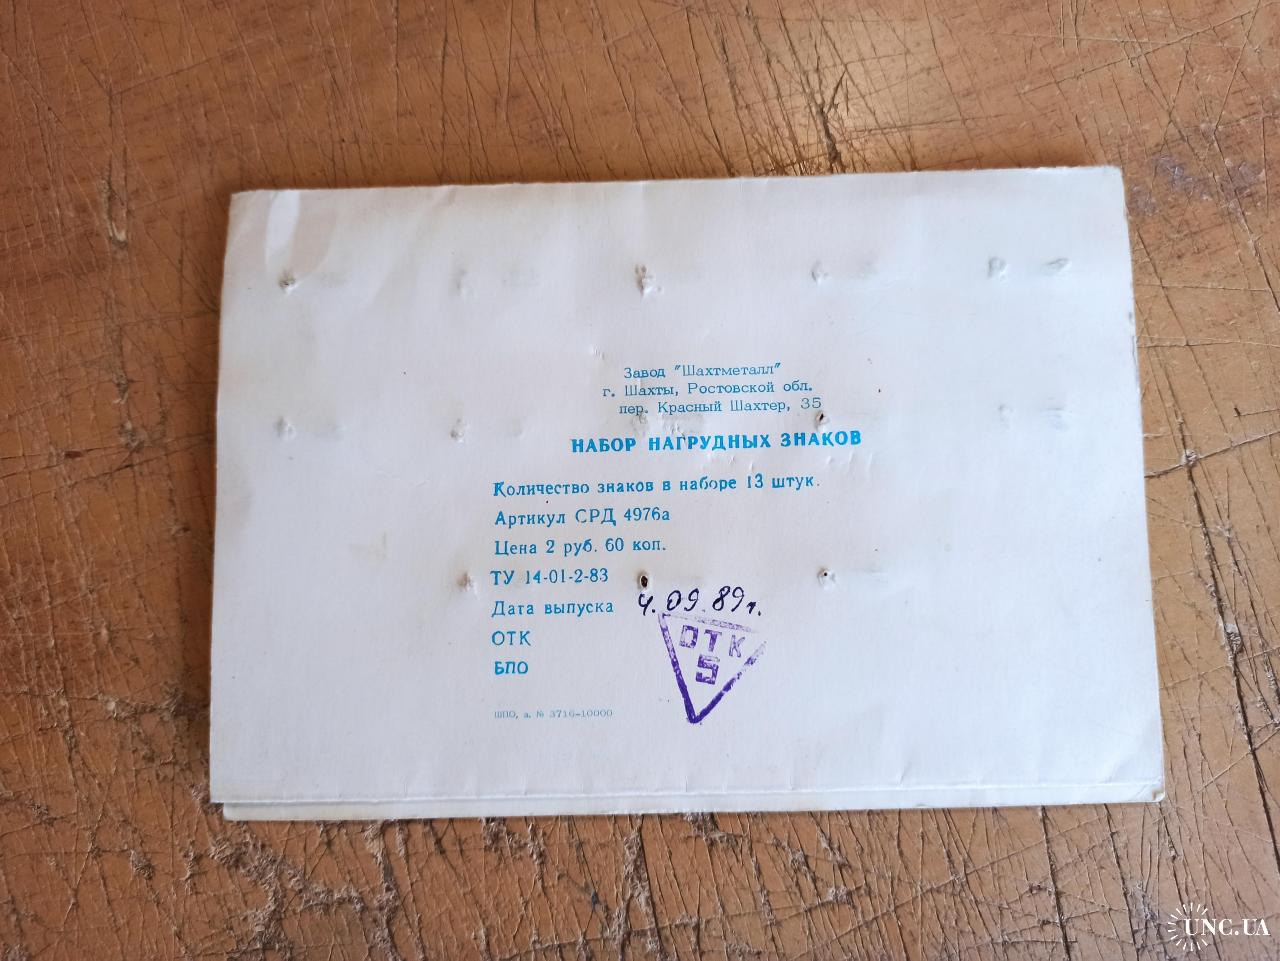 Завод "Шахтметалл"
г. Шахты, Ростовской обл.
пер. Красный Шахтер, 35
НАБОР НАГРУДНЫХ ЗНАКОВ
Количество знаков в наборе 13 штук.
Артикул СРД 4976а
Цена 2 руб. 60 коп.
ТУ 14-01-2-83
Дата выпуска 4.09.89г.
ОТК
БПО
ОТК
5
ШПО, з. № 3716-10000
UNC.UA